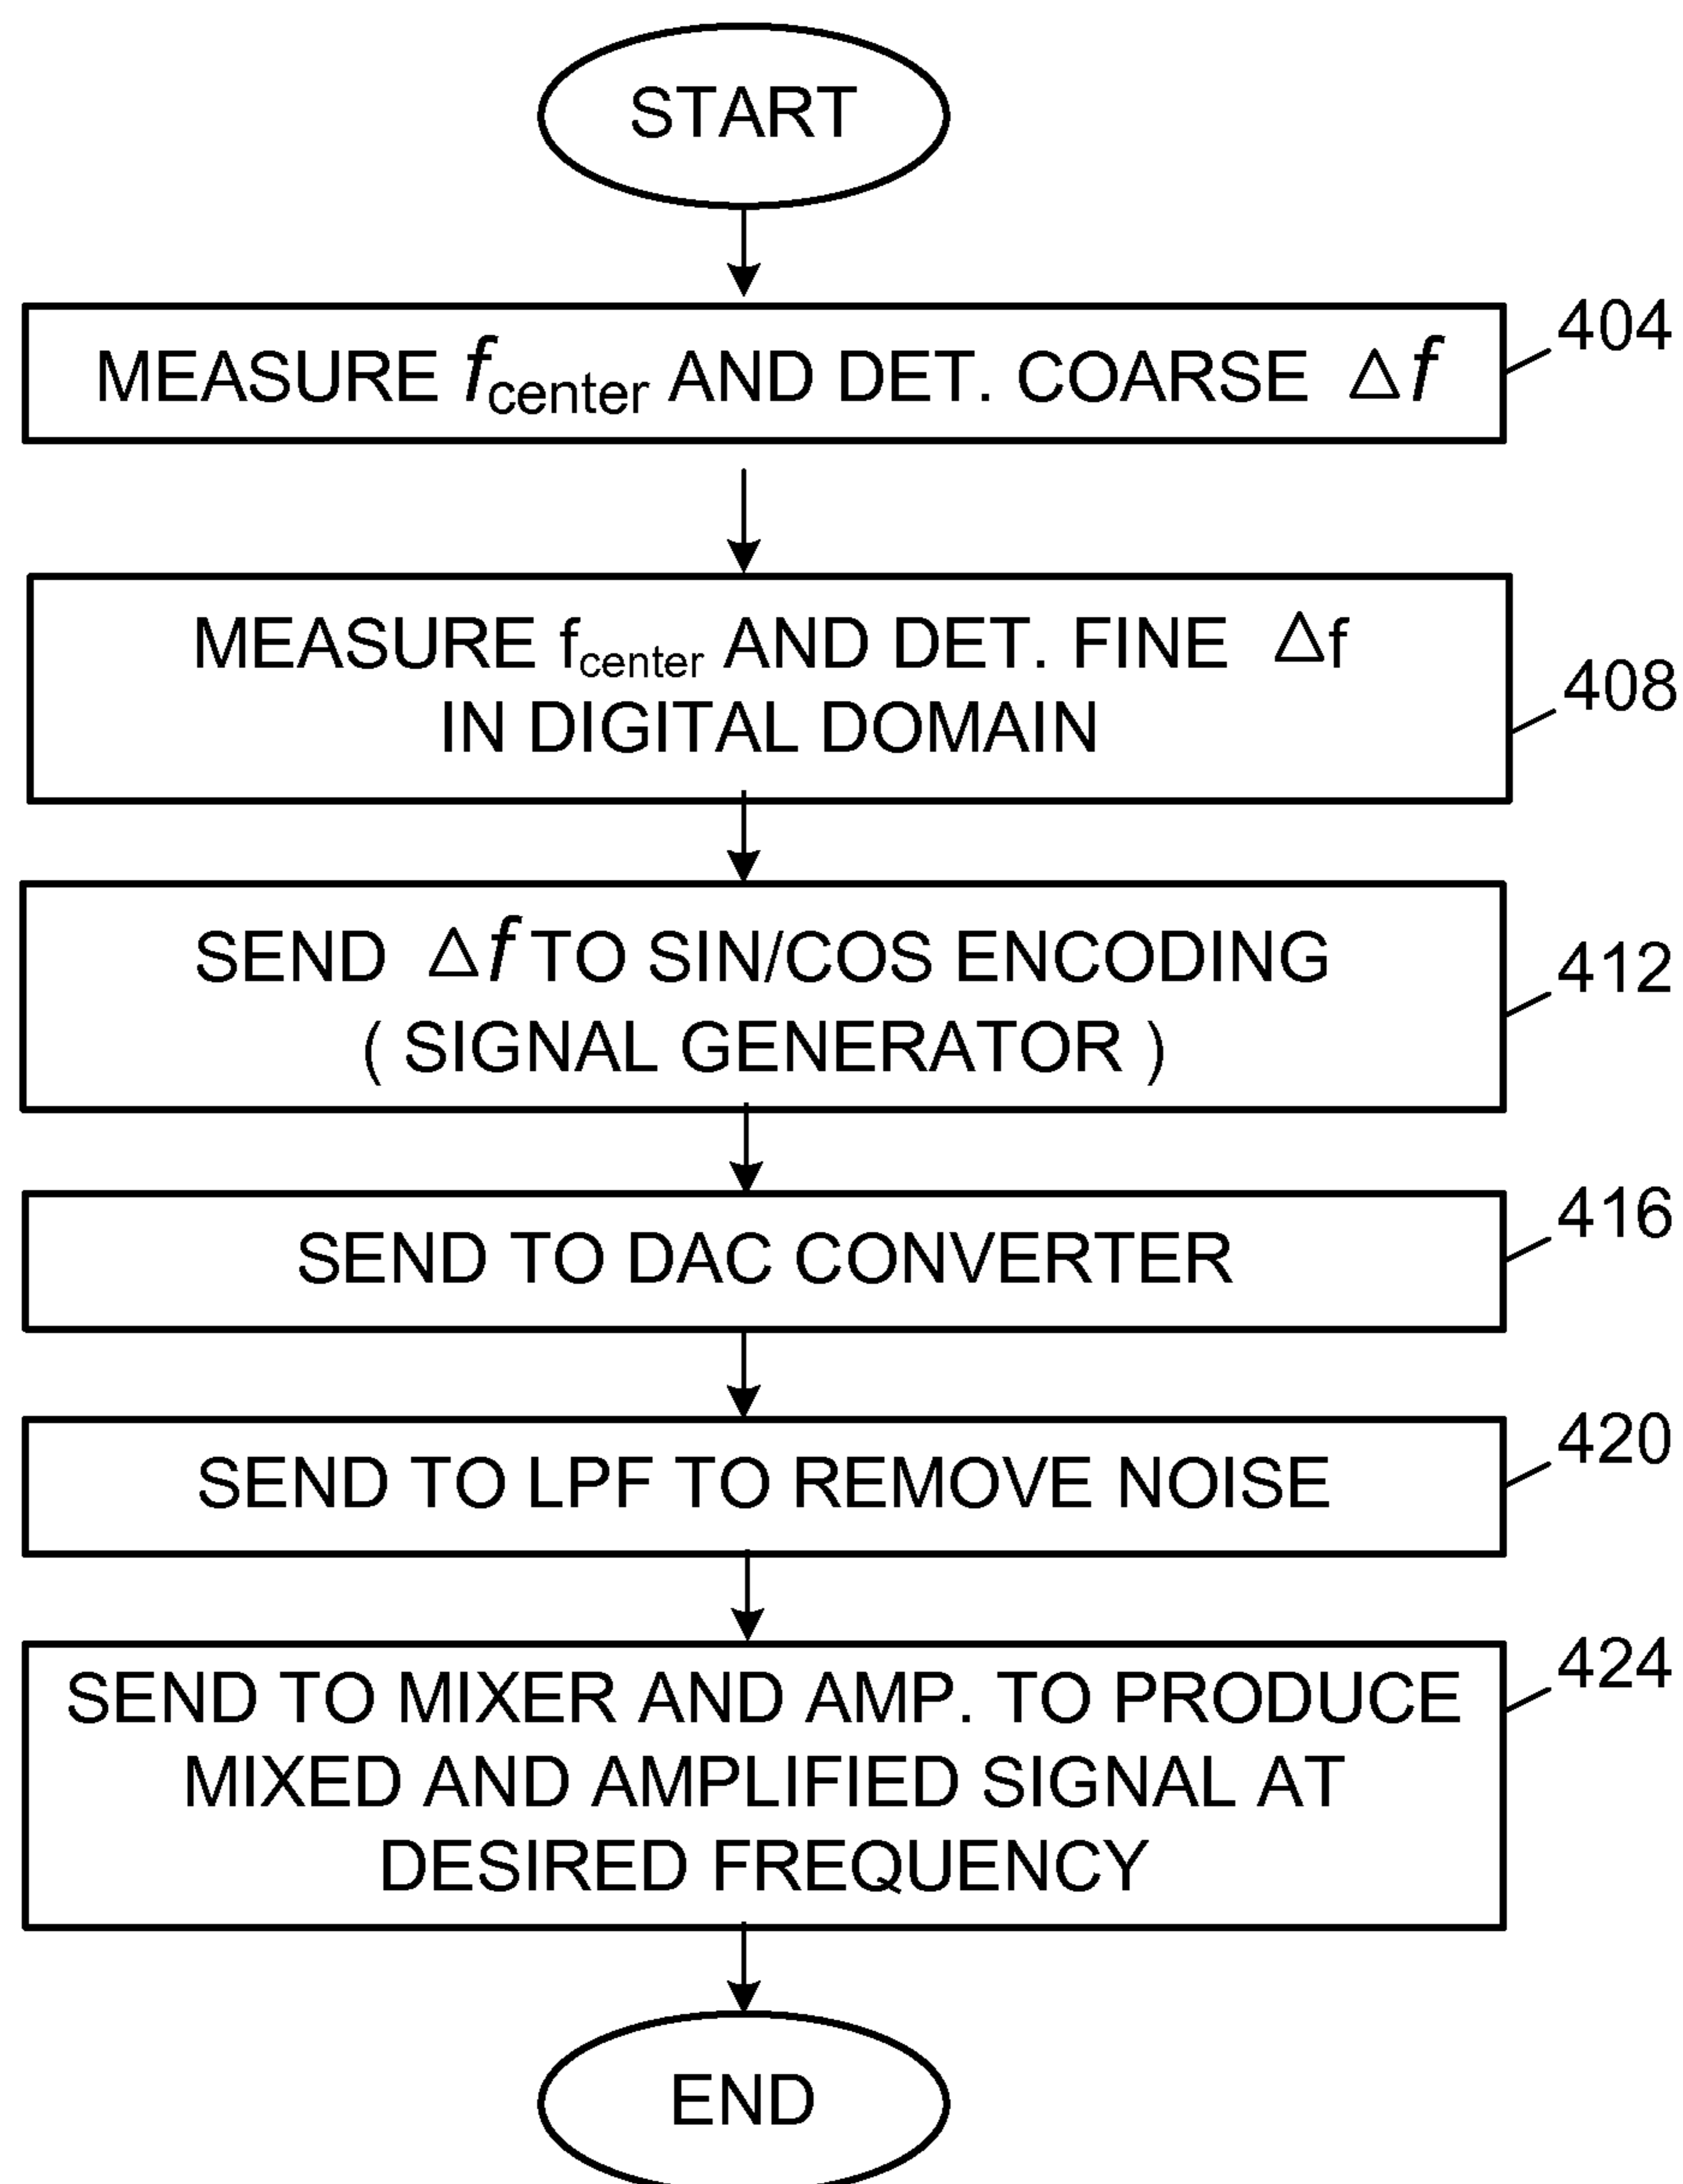 START
MEASURE fcenter AND DET. COARSE Δf
404
MEASURE fcenter AND DET. FINE Δf
IN DIGITAL DOMAIN
408
SEND Δf TO SIN/COS ENCODING
( SIGNAL GENERATOR )
412
SEND TO DAC CONVERTER
416
SEND TO LPF TO REMOVE NOISE
420
SEND TO MIXER AND AMP. TO PRODUCE
MIXED AND AMPLIFIED SIGNAL AT
DESIRED FREQUENCY
424
END